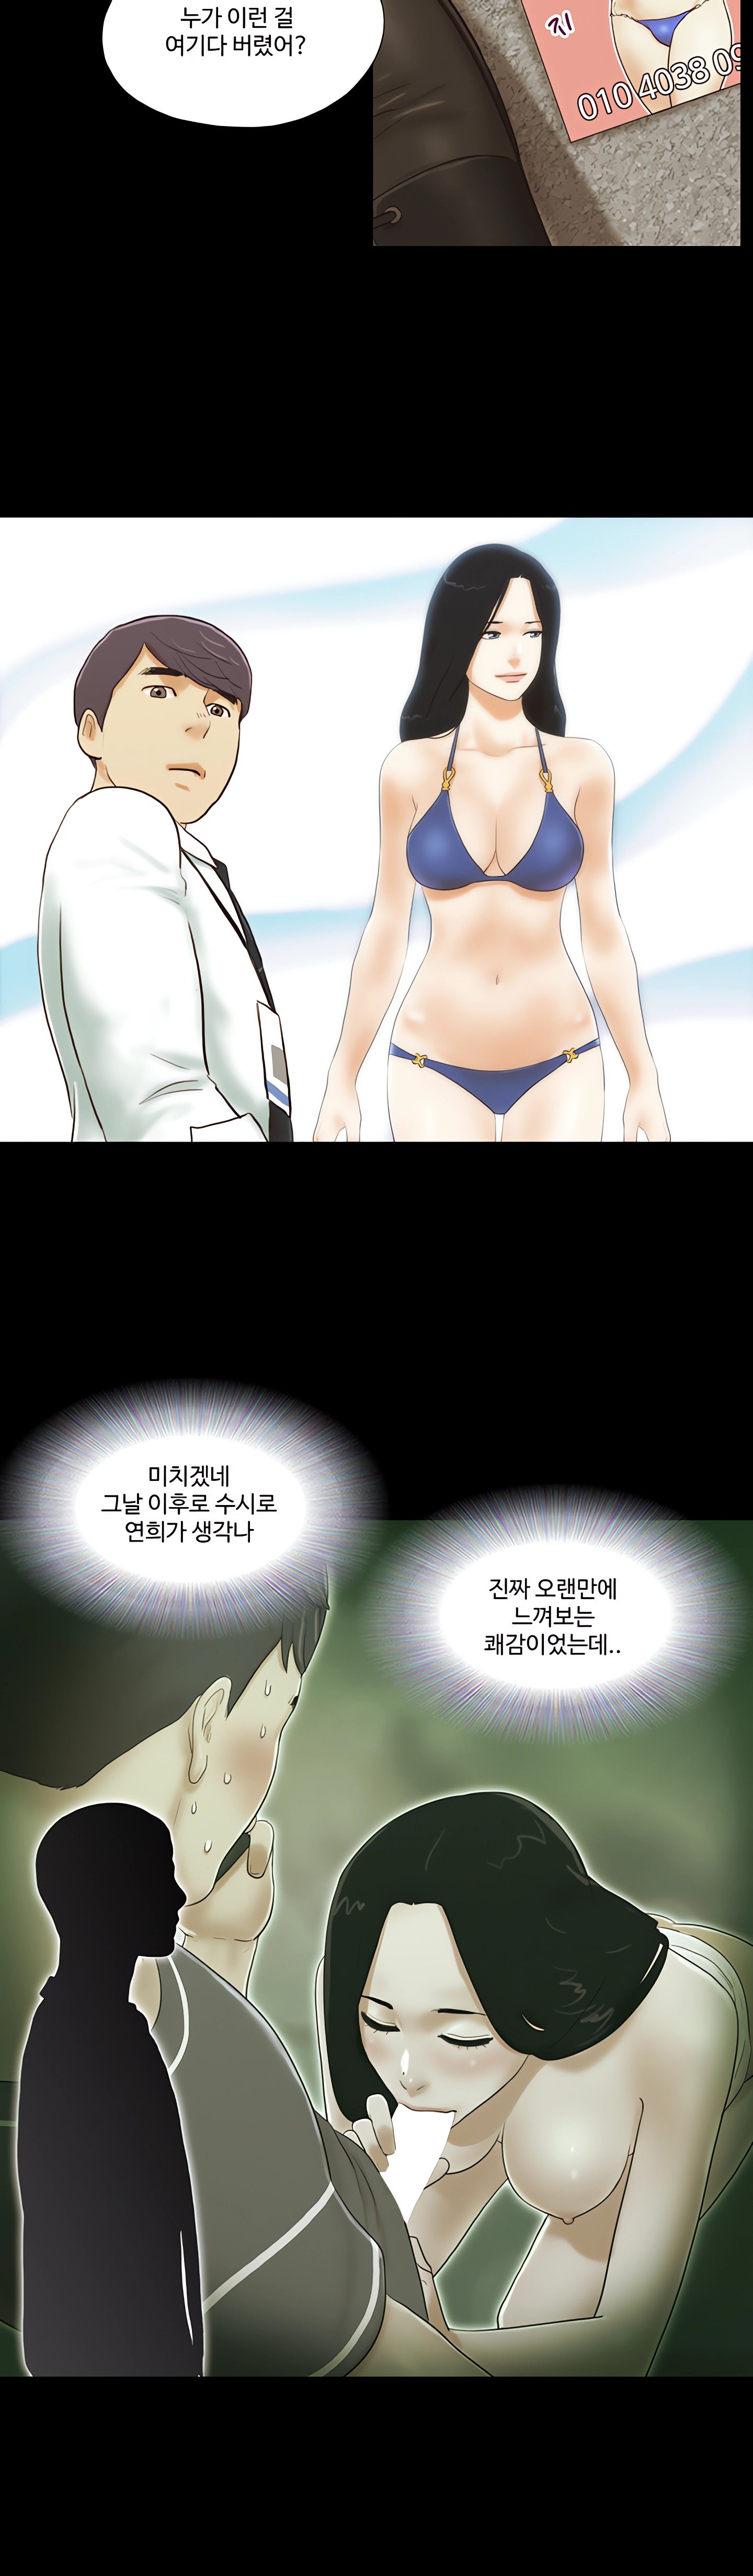 누가 이런 걸
여기다 버렸어?
지
010 4038 09
미치겠네
그날 이후로 수시로
연희가 생각나
진짜 오랜만에
느껴보는
쾌감이었는데..